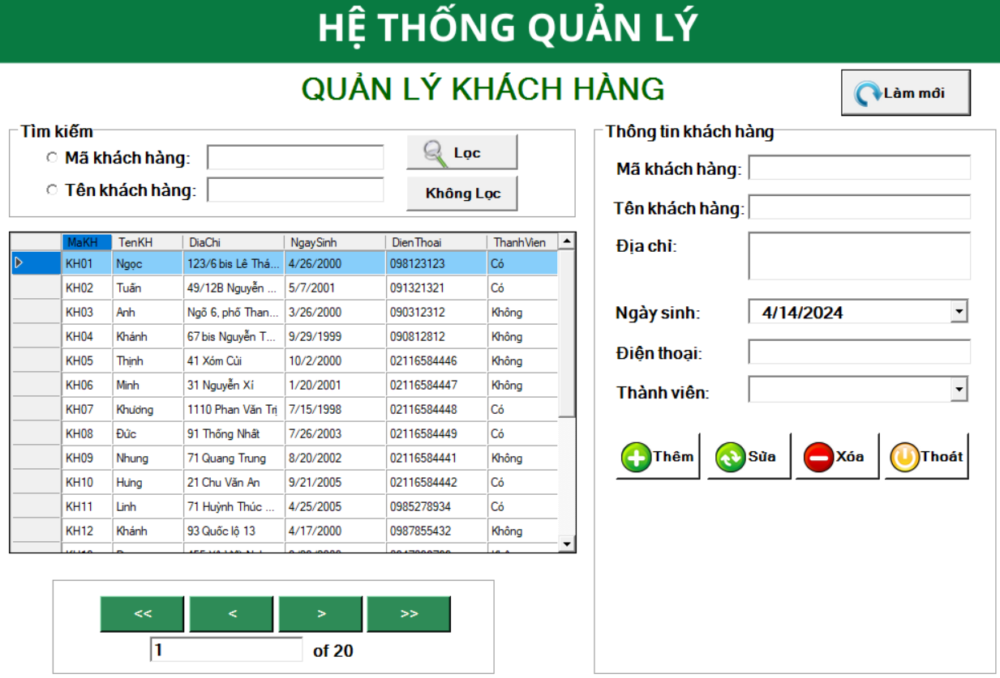 HỆ THỐNG QUẢN LÝ
QUẢN LÝ KHÁCH HÀNG
Làm mới
Tìm kiếm
Mã khách hàng:
Lọc
Tên khách hàng:
Không Lọc
MaKH TenKH DiaChi NgaySinh DienThoai ThanhVien
KH01 Ngọc 123/6 bis Lê Thá... 4/26/2000 098123123 Có
KH02 Tuấn 49/12B Nguyễn ... 5/7/2001 091321321 Có
KH03 Anh Ngõ 6, phố Than... 3/26/2000 090312312 Không
KH04 Khánh 67 bis Nguyễn T... 9/29/1999 090812812 Không
KH05 Thịnh 41 Xóm Củi 10/2/2000 02116584446 Không
KH06 Minh 31 Nguyễn Xí 1/20/2001 02116584447 Không
KH07 Khương 1110 Phan Văn Trị 7/15/1998 02116584448 Có
KH08 Đức 91 Thống Nhất 7/26/2003 02116584449 Có
KH09 Nhung 71 Quang Trung 8/20/2002 02116584441 Không
KH10 Hưng 21 Chu Văn An 9/21/2005 02116584442 Có
KH11 Linh 71 Huỳnh Thúc ... 4/25/2005 0985278934 Có
KH12 Khánh 93 Quốc lộ 13 4/17/2000 0987855432 Không
<< < > >>
1 of 20
Thông tin khách hàng
Mã khách hàng:
Tên khách hàng:
Địa chỉ:
Ngày sinh: 4/14/2024
Điện thoại:
Thành viên:
Thêm Sửa Xóa Thoát